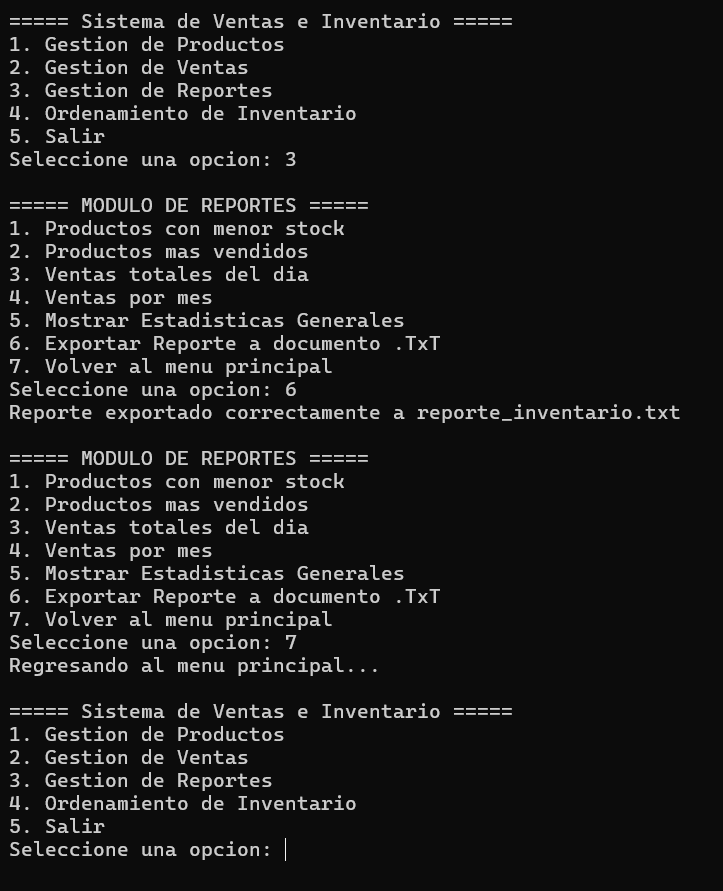 ===== Sistema de Ventas e Inventario =====
1. Gestion de Productos
2. Gestion de Ventas
3. Gestion de Reportes
4. Ordenamiento de Inventario
5. Salir
Seleccione una opcion: 3

===== MODULO DE REPORTES =====
1. Productos con menor stock
2. Productos mas vendidos
3. Ventas totales del dia
4. Ventas por mes
5. Mostrar Estadisticas Generales
6. Exportar Reporte a documento .TxT
7. Volver al menu principal
Seleccione una opcion: 6
Reporte exportado correctamente a reporte_inventario.txt

===== MODULO DE REPORTES =====
1. Productos con menor stock
2. Productos mas vendidos
3. Ventas totales del dia
4. Ventas por mes
5. Mostrar Estadisticas Generales
6. Exportar Reporte a documento .TxT
7. Volver al menu principal
Seleccione una opcion: 7
Regresando al menu principal...

===== Sistema de Ventas e Inventario =====
1. Gestion de Productos
2. Gestion de Ventas
3. Gestion de Reportes
4. Ordenamiento de Inventario
5. Salir
Seleccione una opcion: